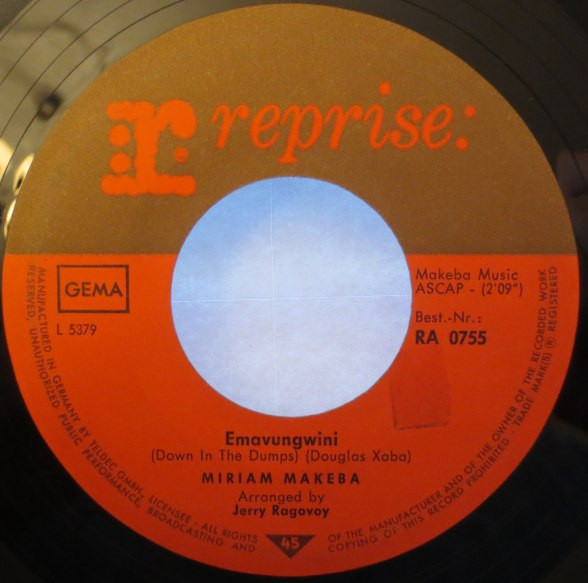 r reprise:
GEMA
L 5379
Makeba Music
ASCAP - (2'09")
Best.-Nr.:
RA 0755
Emavungwini
(Down In The Dumps) (Douglas Xaba)
MIRIAM MAKEBA
Arranged by
Jerry Ragovoy
45
MANUFACTURED IN GERMANY BY TELDEC GMBH, LICENSEE · ALL RIGHTS
RESERVED, UNAUTHORIZED PUBLIC PERFORMANCE, BROADCASTING AND
OF THE MANUFACTURER AND OF THE OWNER OF THE RECORDED WORK
COPYING OF THIS RECORD PROHIBITED · TRADE MARK(S) ® REGISTERED